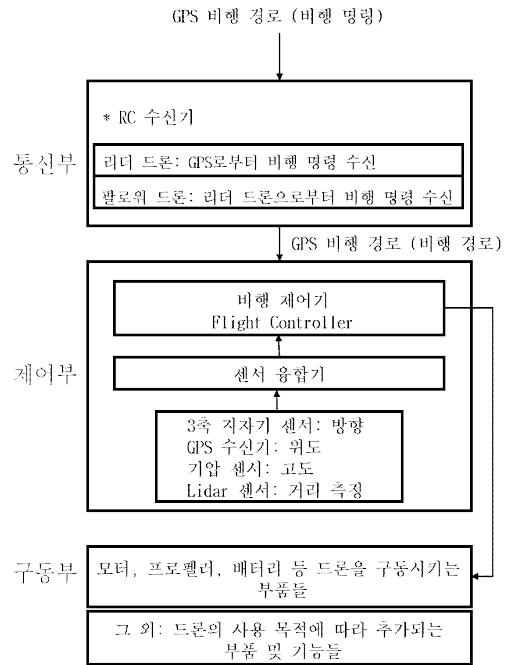 GPS 비행 경로 (비행 명령)
* RC 수신기
통신부
리더 드론: GPS로부터 비행 명령 수신
팔로워 드론: 리더 드론으로부터 비행 명령 수신
GPS 비행 경로 (비행 경로)
비행 제어기
Flight Controller
제어부
센서 융합기
3축 지자기 센서: 방향
GPS 수신기: 위도
기압 센서: 고도
Lidar 센서: 거리 측정
구동부
모터, 프로펠러, 배터리 등 드론을 구동시키는
부품들
그 외: 드론의 사용 목적에 따라 추가되는
부품 및 기능들